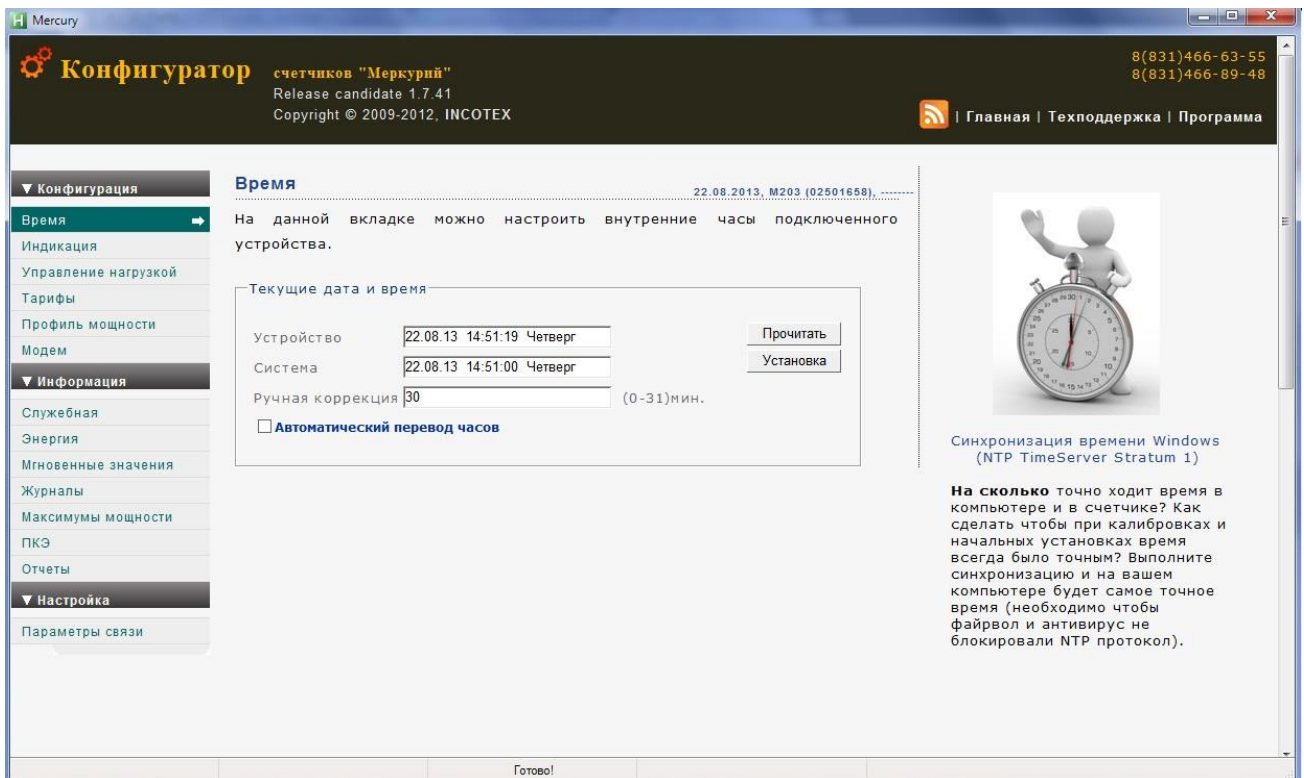 Mercury
Конфигуратор
счетчиков "Меркурий"
Release candidate 1.7.41
Copyright © 2009-2012, INCOTEX
8(831)466-63-55
8(831)466-89-48
| Главная | Техподдержка | Программа
▼ Конфигурация
Время
Индикация
Управление нагрузкой
Тарифы
Профиль мощности
Модем
▼ Информация
Служебная
Энергия
Мгновенные значения
Журналы
Максимумы мощности
ПКЭ
Отчеты
▼ Настройка
Параметры связи
Время
22.08.2013, М203 (02501658), -------
На данной вкладке можно настроить внутренние часы подключенного
устройства.
Текущие дата и время
Устройство 22.08.13 14:51:19 Четверг Прочитать
Система 22.08.13 14:51:00 Четверг Установка
Ручная коррекция 30 (0-31)мин.
Автоматический перевод часов
Синхронизация времени Windows
(NTP TimeServer Stratum 1)
На сколько точно ходит время в
компьютере и в счетчике? Как
сделать чтобы при калибровках и
начальных установках время
всегда было точным? Выполните
синхронизацию и на вашем
компьютере будет самое точное
время (необходимо чтобы
файрвол и антивирус не
блокировали NTP протокол).
Готово!